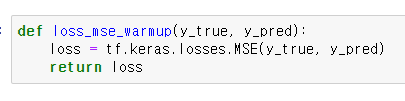 :
def loss_mse_warmup(y_true, y_pred):
    loss = tf.keras.losses.MSE(y_true, y_pred)
    return loss